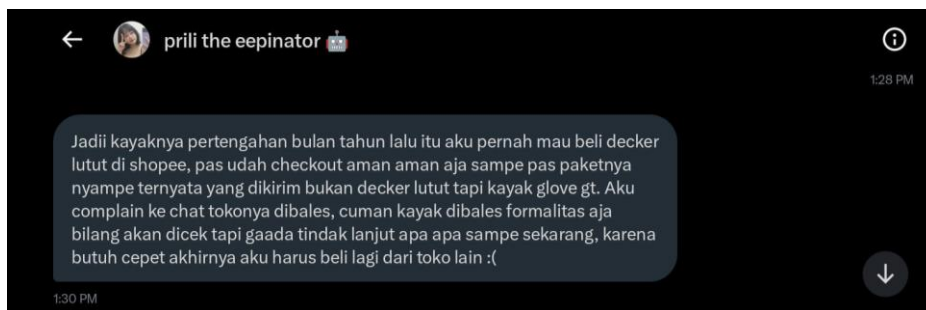 prili the eepinator 🤖
1:28 PM
Jadii kayaknya pertengahan bulan tahun lalu itu aku pernah mau beli decker
lutut di shopee, pas udah checkout aman aman aja sampe pas paketnya
nyampe ternyata yang dikirim bukan decker lutut tapi kayak glove gt. Aku
complain ke chat tokonya dibales, cuman kayak dibales formalitas aja
bilang akan dicek tapi gaada tindak lanjut apa apa sampe sekarang, karena
butuh cepet akhirnya aku harus beli lagi dari toko lain :(
1:30 PM